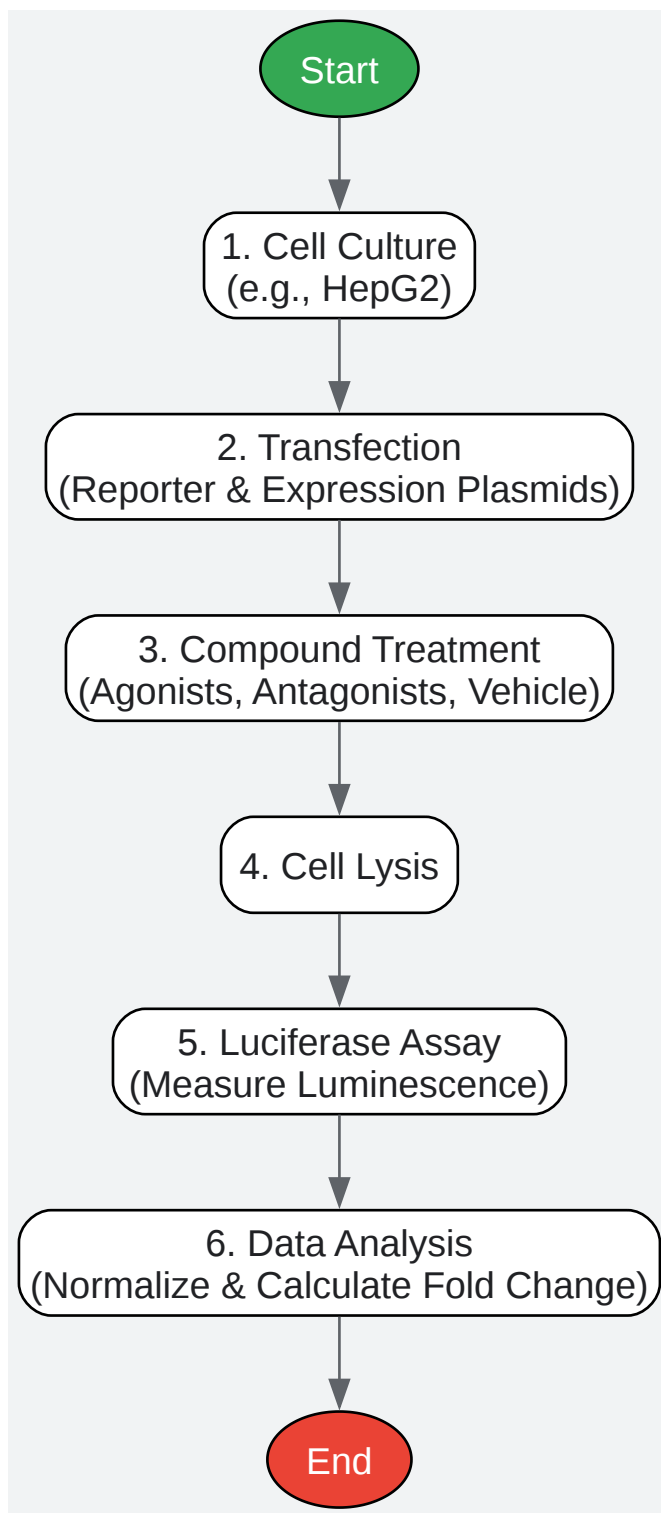 Start
1. Cell Culture
(e.g., HepG2)
2. Transfection
(Reporter & Expression Plasmids)
3. Compound Treatment
(Agonists, Antagonists, Vehicle)
4. Cell Lysis
5. Luciferase Assay
(Measure Luminescence)
6. Data Analysis
(Normalize & Calculate Fold Change)
End